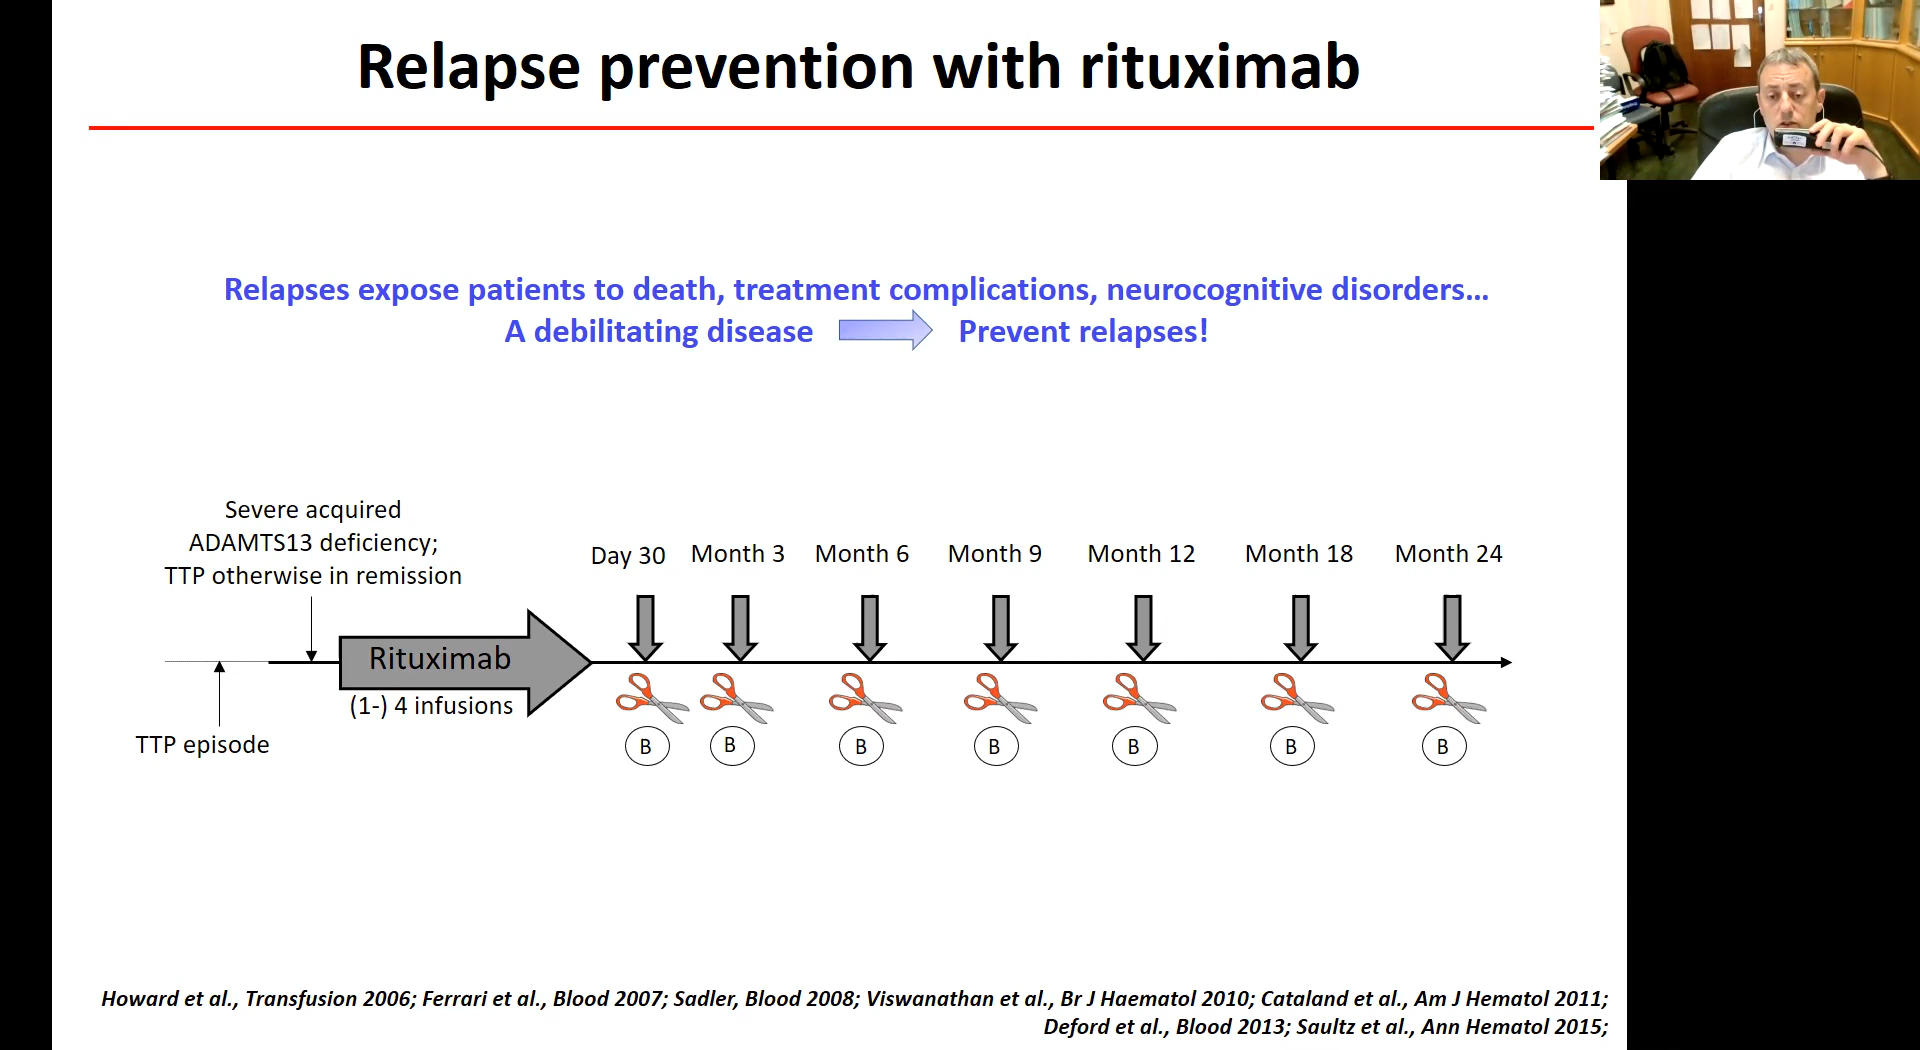 Relapse prevention with rituximab
Relapses expose patients to death, treatment complications, neurocognitive disorders...
A debilitating disease Prevent relapses!
Severe acquired
ADAMTS13 deficiency;
TTP otherwise in remission
Day 30 Month 3 Month 6 Month 9 Month 12 Month 18 Month 24
Rituximab
(1-) 4 infusions
TTP episode
B B B B B B B
Howard et al., Transfusion 2006; Ferrari et al., Blood 2007; Sadler, Blood 2008; Viswanathan et al., Br J Haematol 2010; Cataland et al., Am J Hematol 2011;
Deford et al., Blood 2013; Saultz et al., Ann Hematol 2015;